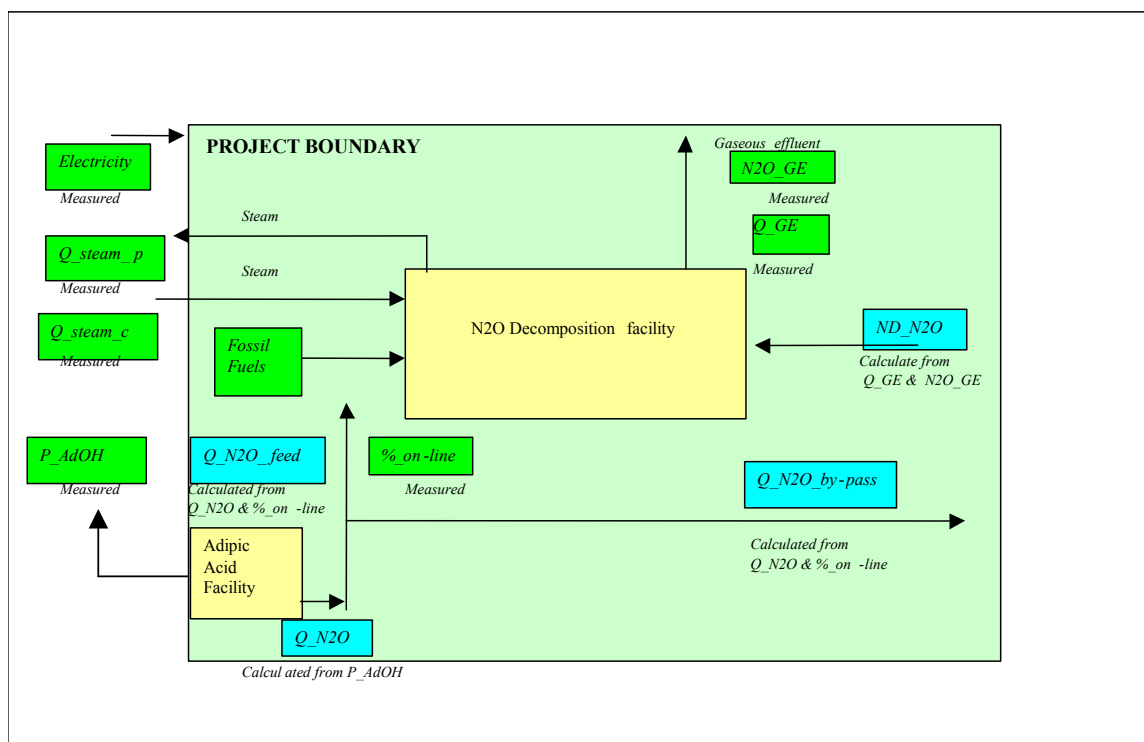 PROJECT BOUNDARY
Electricity
Measured
Gaseous effluent
N2O_GE
Measured
Q_GE
Measured
Steam
Q_steam_p
Measured
Steam
Q_steam_c
Measured
Fossil
Fuels
N2O Decomposition facility
ND_N2O
Calculate from
Q_GE & N2O_GE
P_AdOH
Measured
Q_N2O_feed
Calculated from
Q_N2O & %_on -line
%_on-line
Measured
Q_N2O_by-pass
Calculated from
Q_N2O & %_on -line
Adipic
Acid
Facility
Q_N2O
Calcul ated from P_AdOH